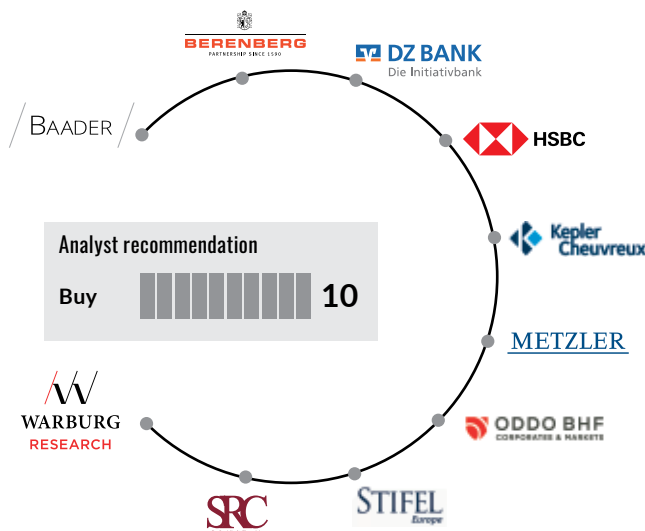 BERENBERG
PARTNERSHIP SINCE 1590
DZ BANK
Die Initiativbank
BAADER
HSBC
Kepler
Cheuvreux
Analyst recommendation
Buy 10
METZLER
WARBURG
RESEARCH
ODDO BHF
CORPORATES & MARKETS
STIFEL
Europe
SRC